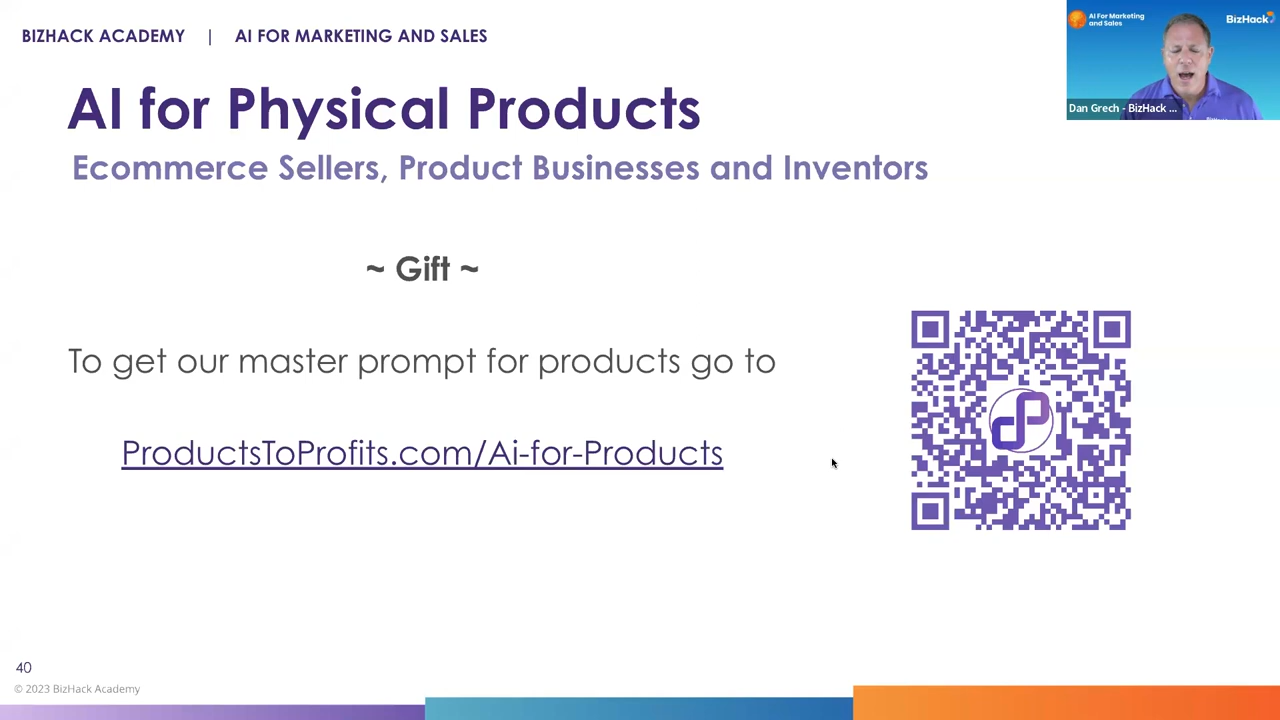 BIZHACK ACADEMY | AI FOR MARKETING AND SALES
AI For Marketing
and Sales
BizHack
Dan Grech - BizHack ...
AI for Physical Products
Ecommerce Sellers, Product Businesses and Inventors
~ Gift ~
To get our master prompt for products go to
ProductsToProfits.com/Ai-for-Products
40
© 2023 BizHack Academy